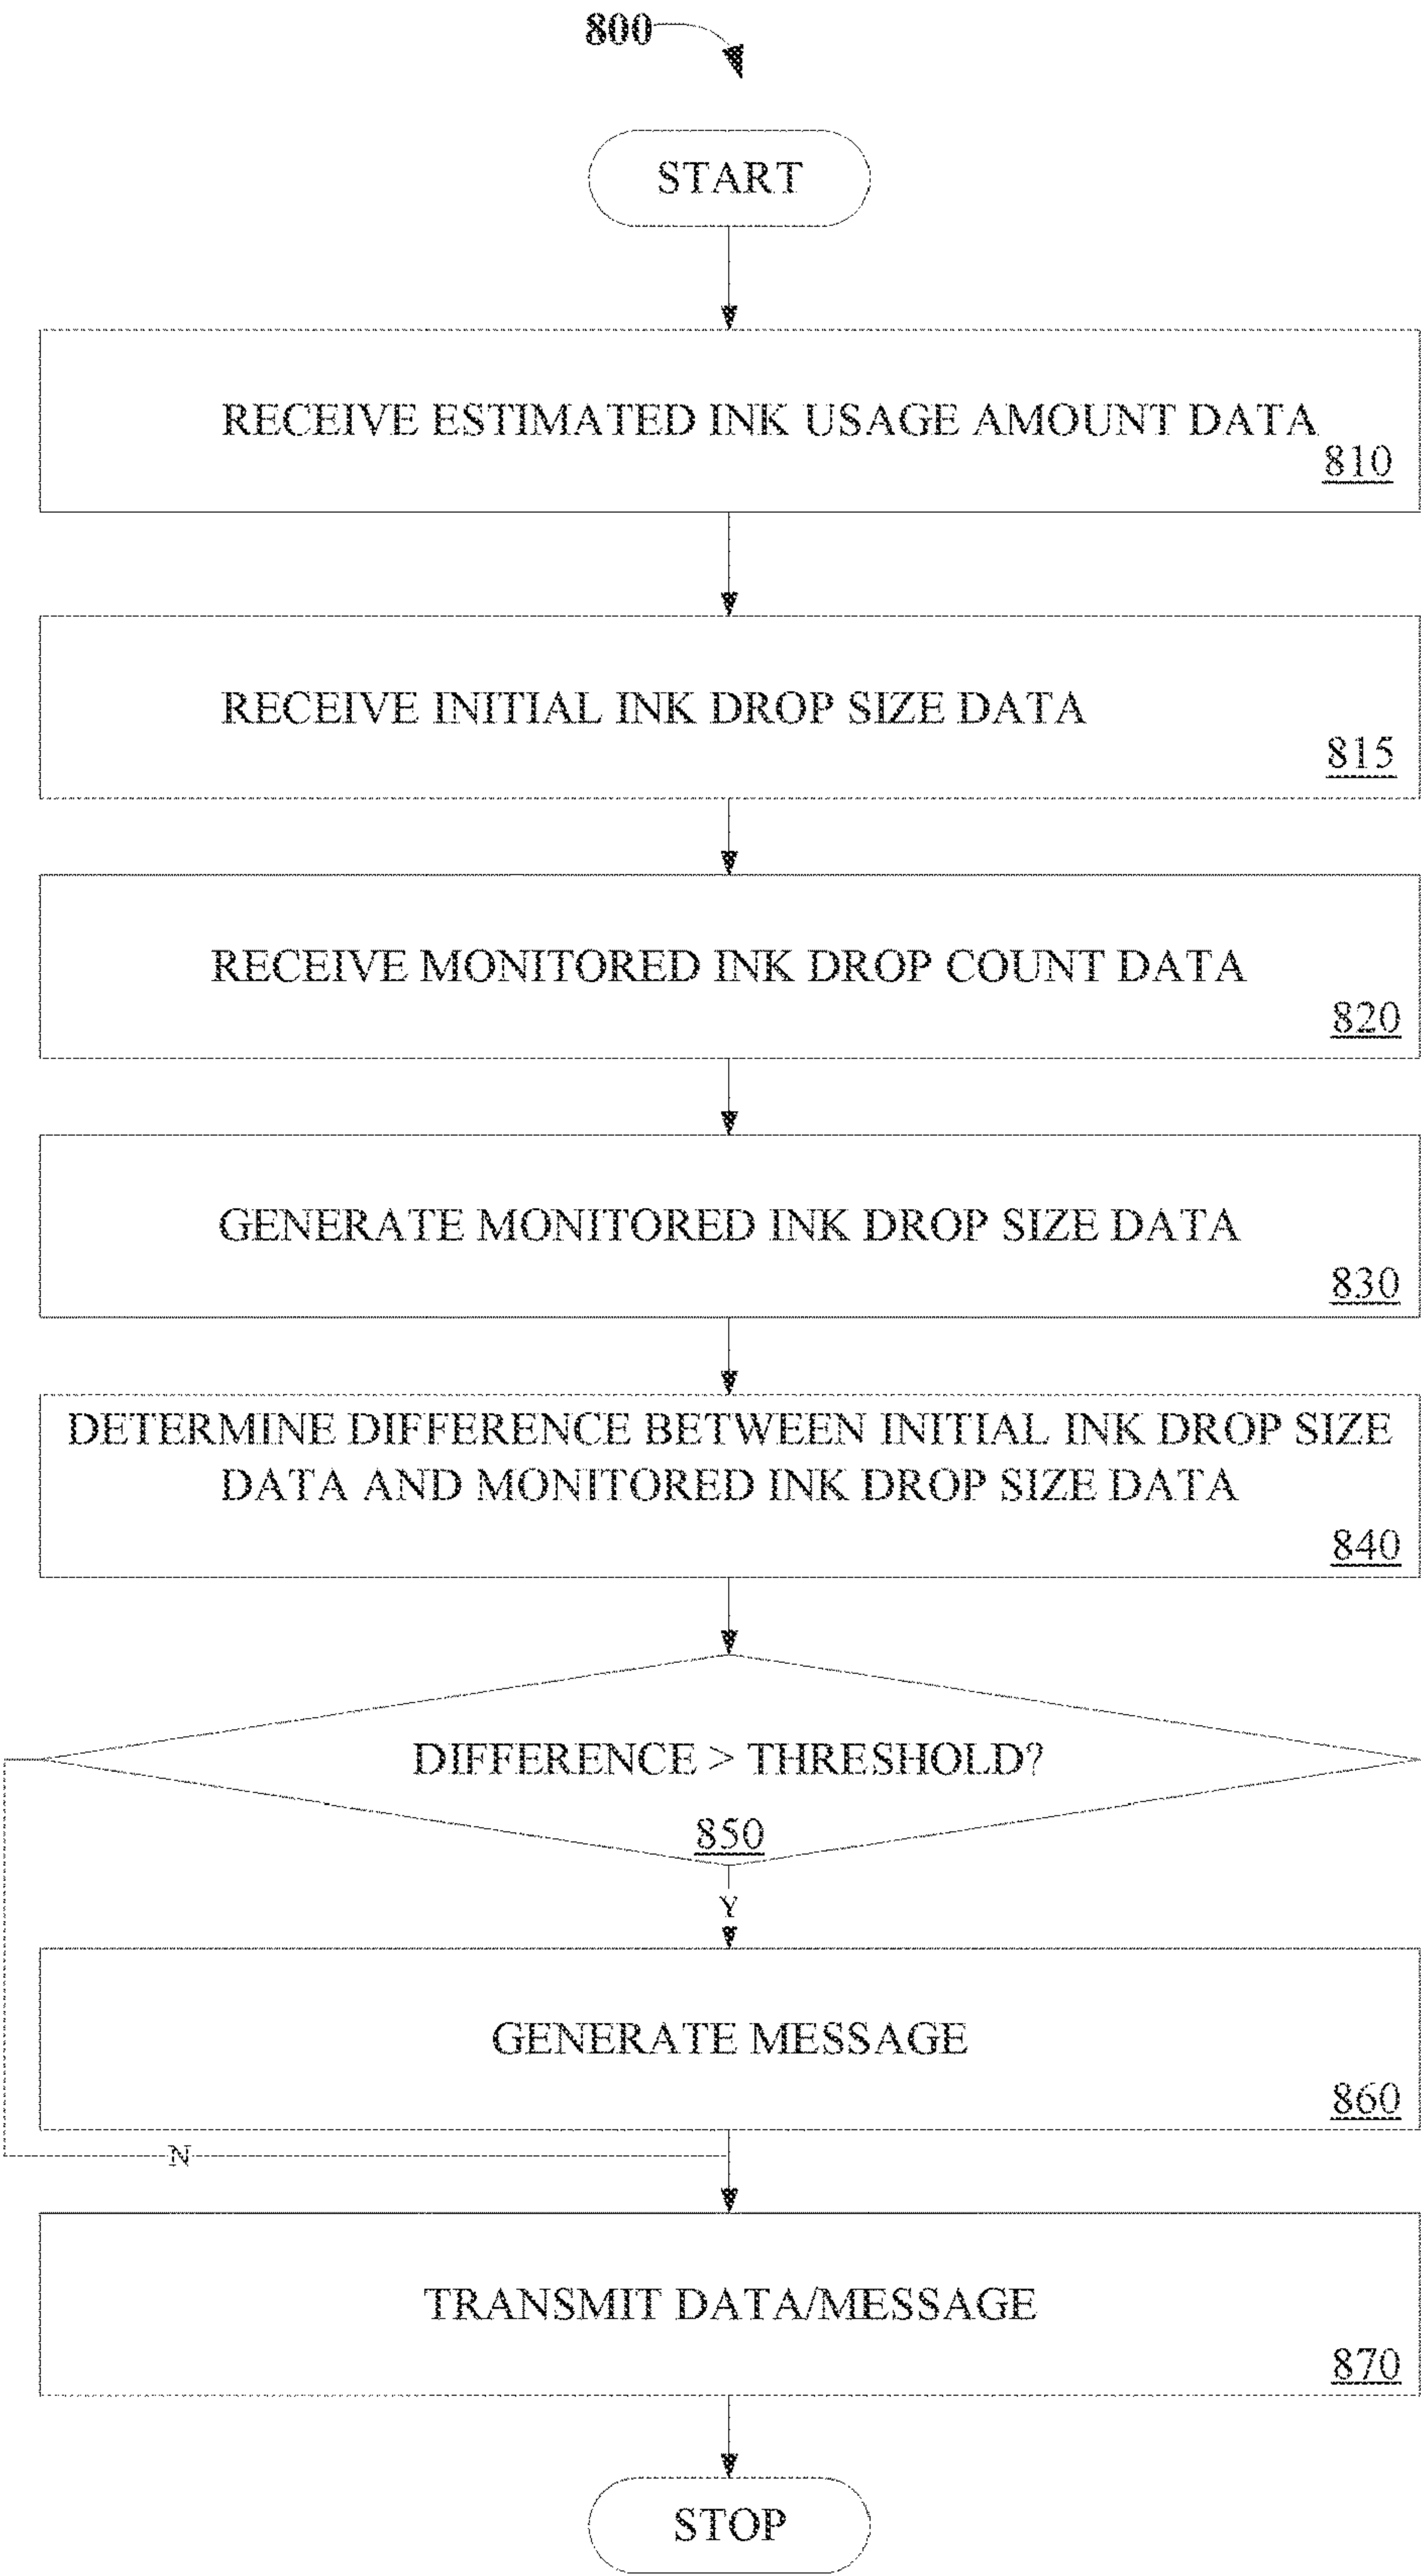 800
START
RECEIVE ESTIMATED INK USAGE AMOUNT DATA
810
RECEIVE INITIAL INK DROP SIZE DATA
815
RECEIVE MONITORED INK DROP COUNT DATA
820
GENERATE MONITORED INK DROP SIZE DATA
830
DETERMINE DIFFERENCE BETWEEN INITIAL INK DROP SIZE
DATA AND MONITORED INK DROP SIZE DATA
840
DIFFERENCE > THRESHOLD?
850
Y
GENERATE MESSAGE
860
N
TRANSMIT DATA/MESSAGE
870
STOP